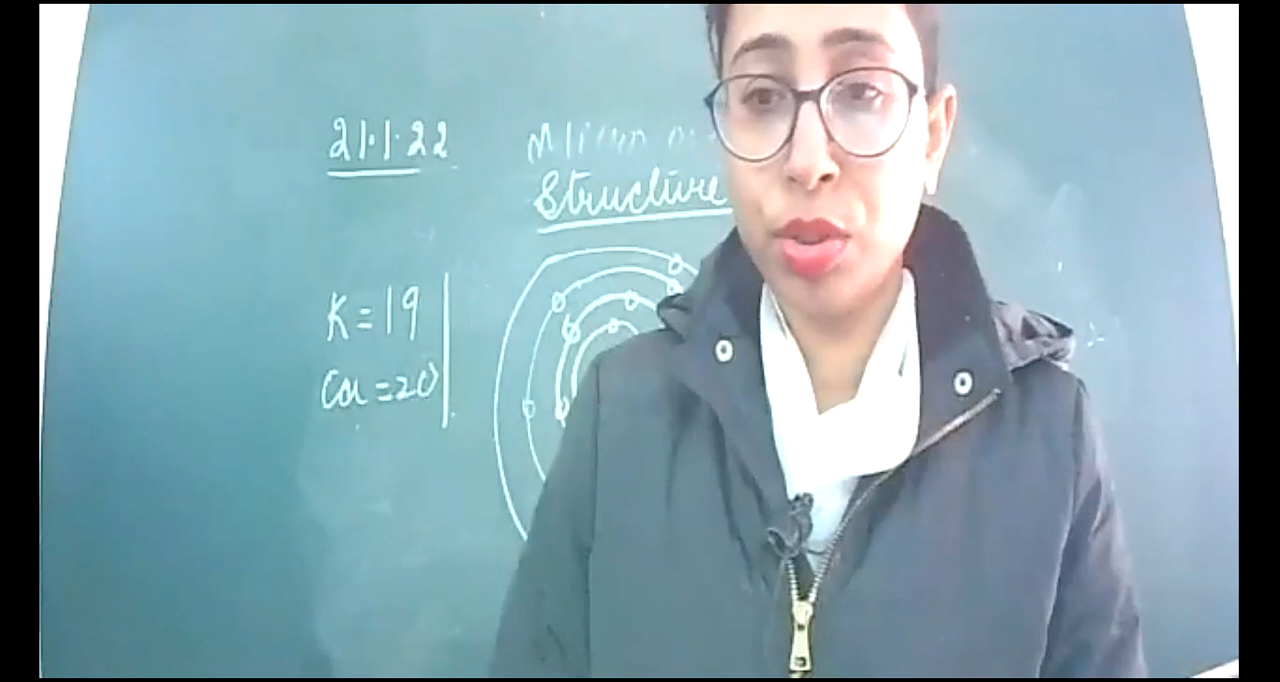 21.1.22
Structure
K = 19
Ca = 20